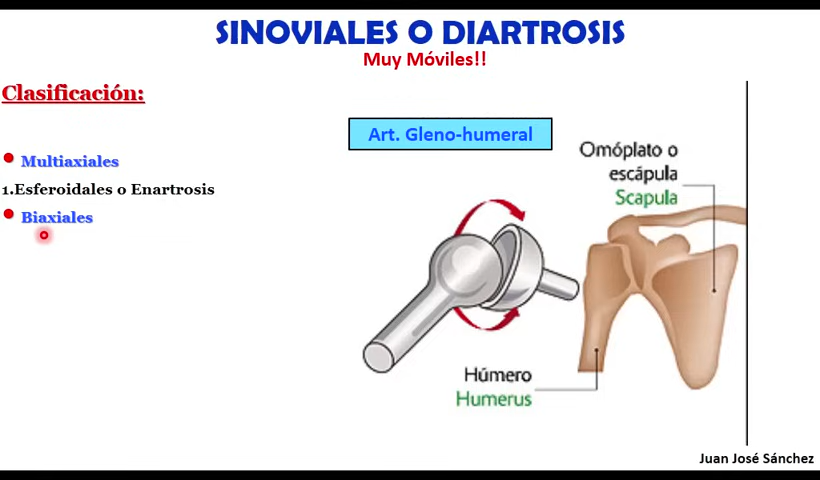 SINOVIALES O DIARTROSIS
Muy Móviles!!
Clasificación:
Multiaxiales
1.Esferoidales o Enartrosis
Biaxiales
Art. Gleno-humeral
Omóplato o
escápula
Scapula
Húmero
Humerus
Juan José Sánchez